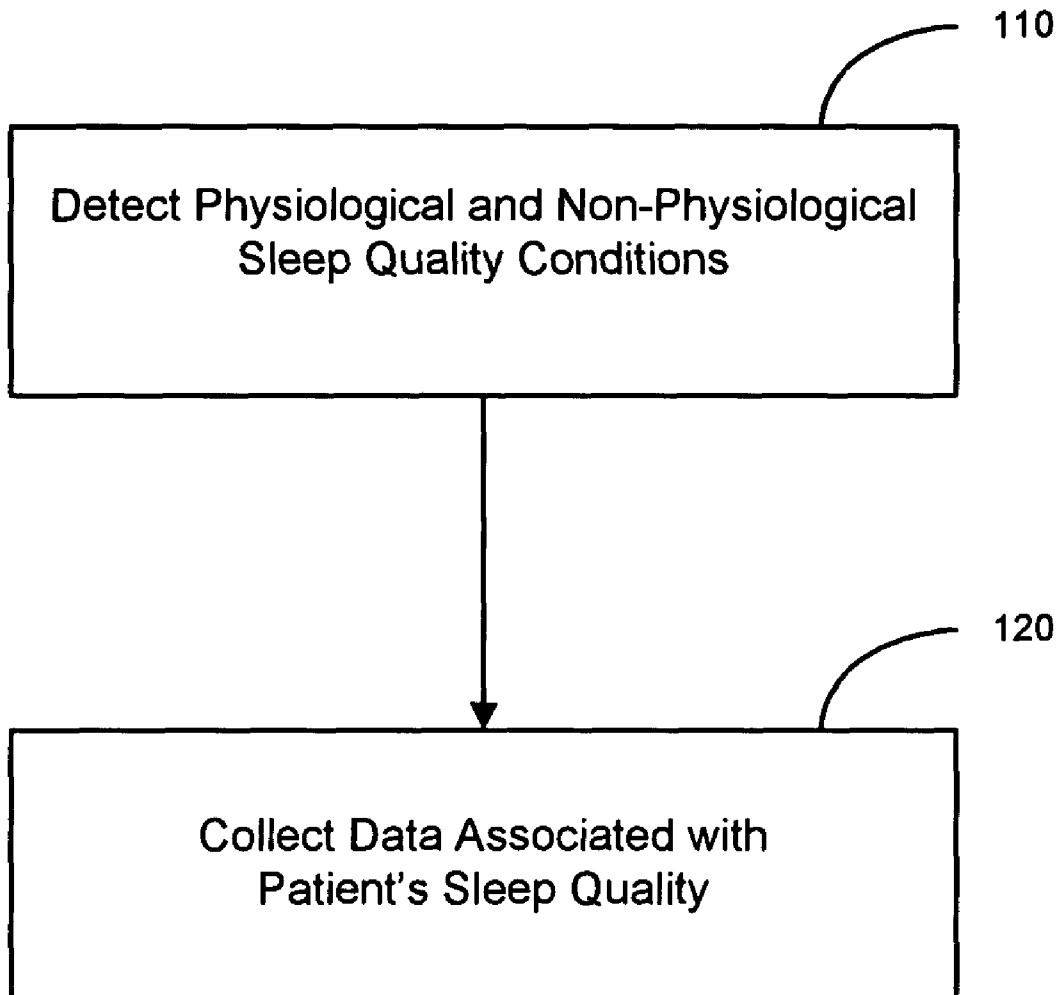 110
Detect Physiological and Non-Physiological
Sleep Quality Conditions
120
Collect Data Associated with
Patient's Sleep Quality